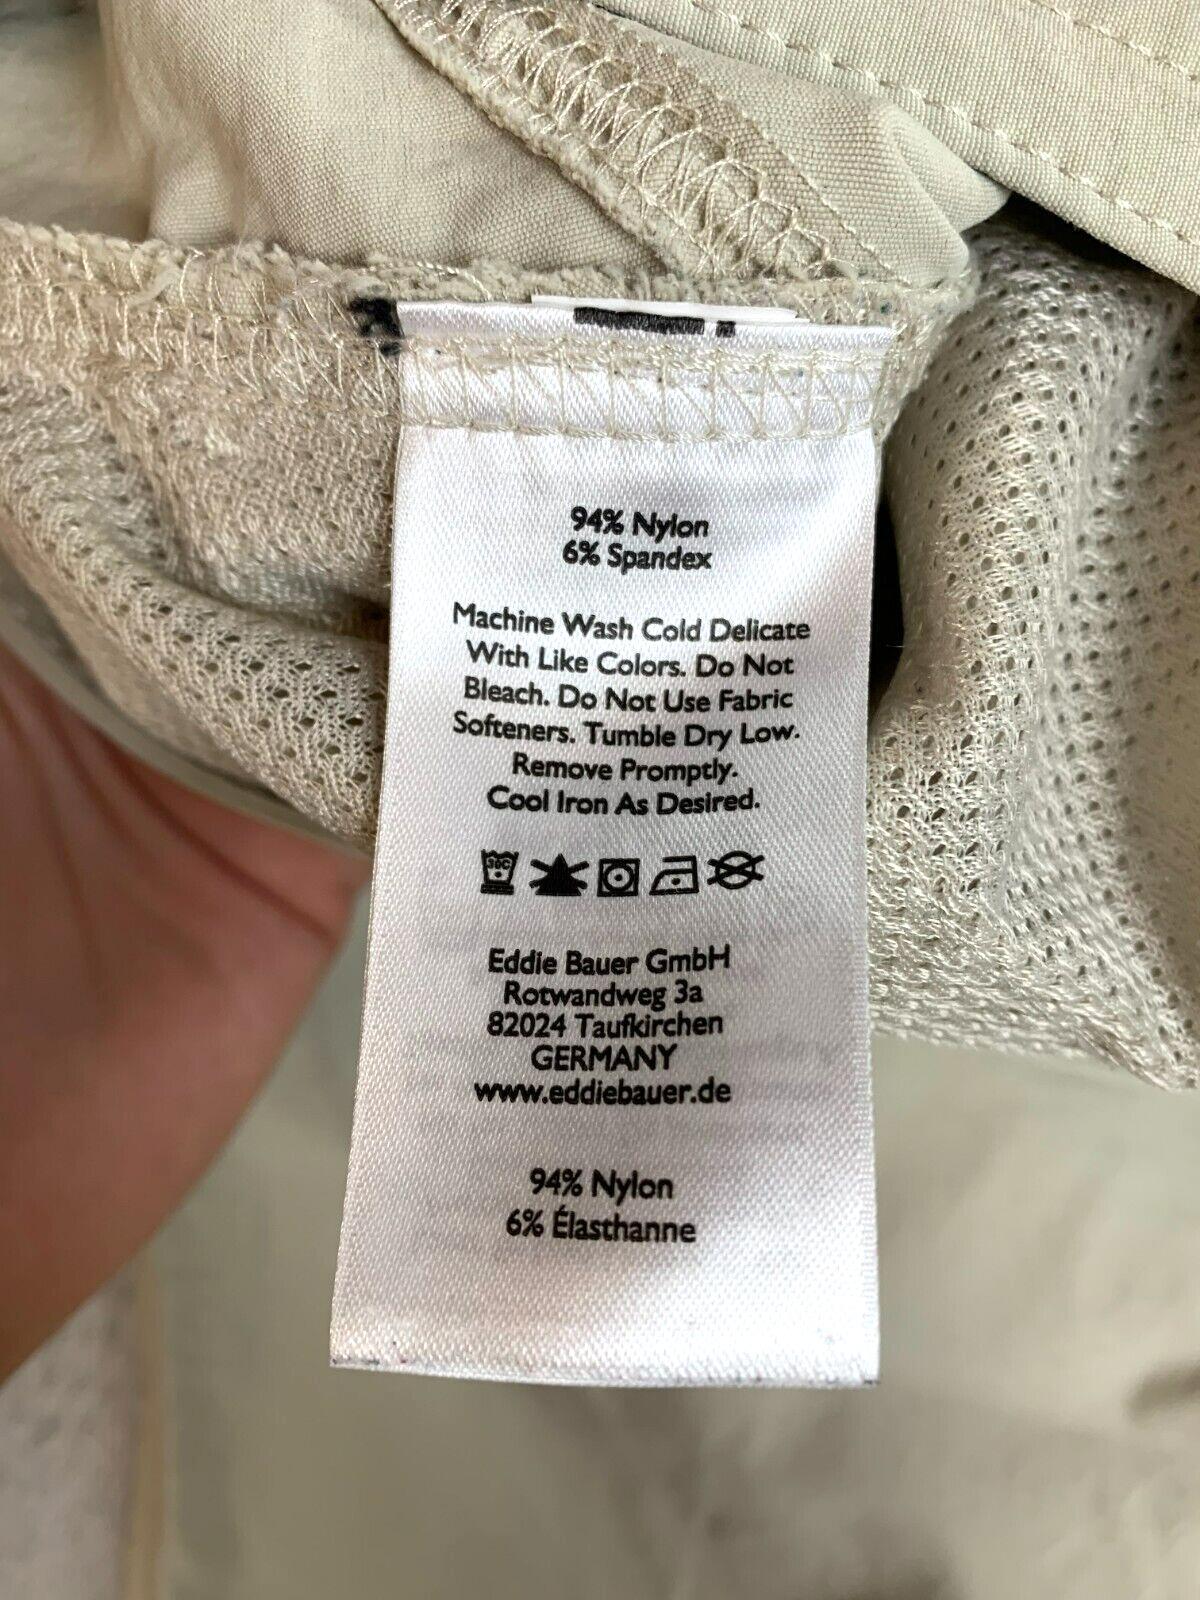 94% Nylon
6% Spandex
Machine Wash Cold Delicate
With Like Colors. Do Not
Bleach. Do Not Use Fabric
Softeners. Tumble Dry Low.
Remove Promptly.
Cool Iron As Desired.
30C
Eddie Bauer GmbH
Rotwandweg 3a
82024 Taufkirchen
GERMANY
www.eddiebauer.de
94% Nylon
6% Élasthanne